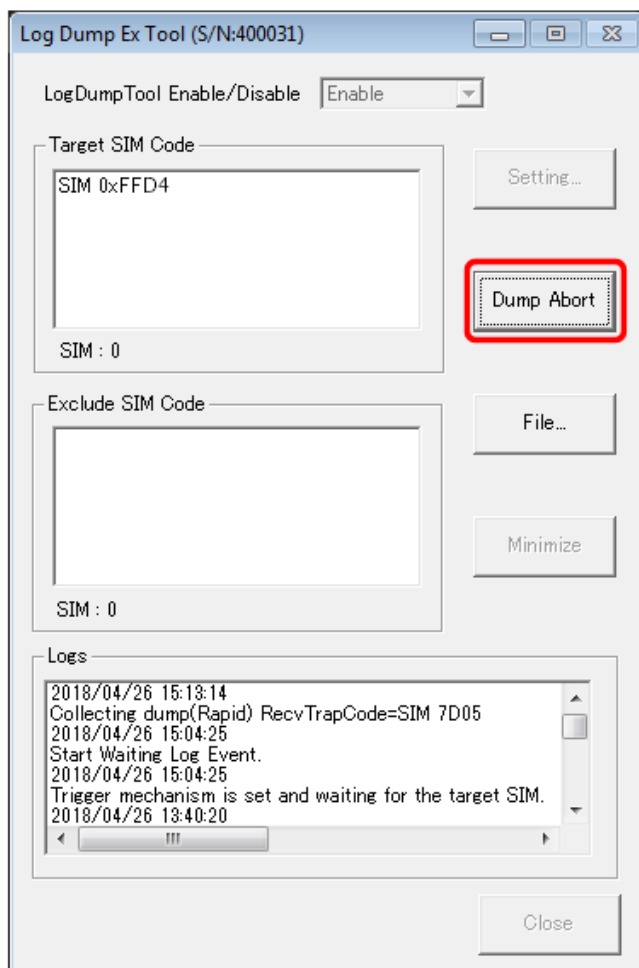 Log Dump Ex Tool (S/N:400031)
LogDumpTool Enable/Disable Enable
Target SIM Code
SIM 0xFFD4
SIM : 0
Setting...
Dump Abort
Exclude SIM Code
SIM : 0
File...
Minimize
Logs
2018/04/26 15:13:14
Collecting dump(Rapid) RecvTrapCode=SIM 7D05
2018/04/26 15:04:25
Start Waiting Log Event.
2018/04/26 15:04:25
Trigger mechanism is set and waiting for the target SIM.
2018/04/26 13:40:20
Close